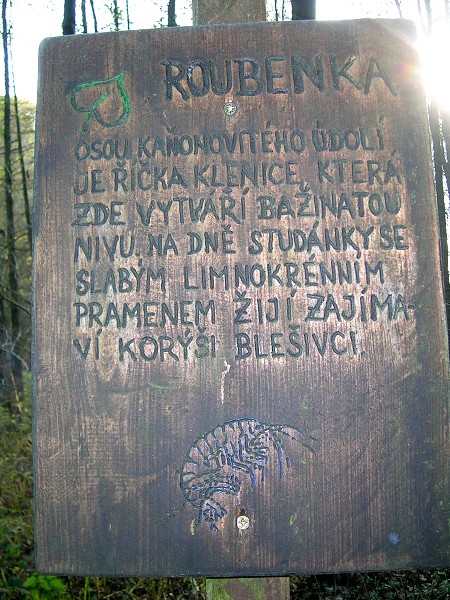 ROUBENKA
OSOU KAŇONOVITÉHO ÚDOLÍ
JE ŘÍČKA KLENICE, KTERÁ
ZDE VYTVÁŘÍ BAŽINATOU
NIVU. NA DNĚ STUDÁNKY SE
SLABÝM LIMNOKRÉNNÍM
PRAMENEM ŽIJÍ ZAJÍMA-
VÍ KORÝŠI BLEŠIVCI.